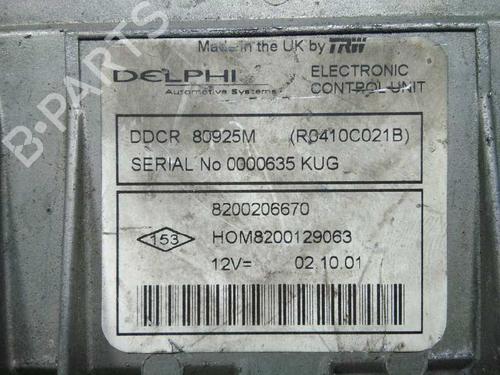 Made in the UK by TRW
DELPHI
Automotive Systems
ELECTRONIC
CONTROL UNIT
DDCR 80925M (R0410C021B)
SERIAL No 0000635 KUG
8200206670
153
HOM8200129063
12V= 02.10.01
B-PARTS